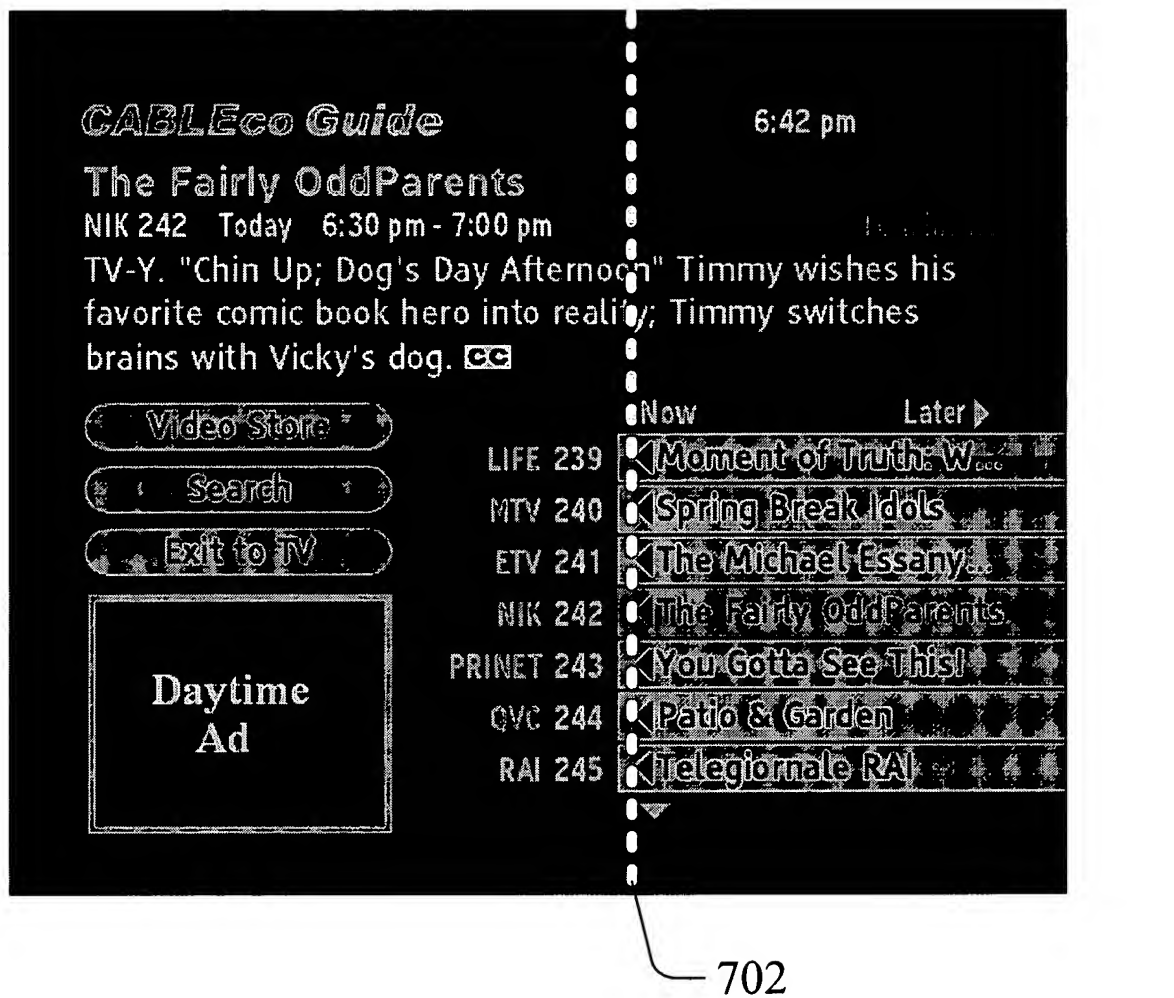 CABLEco Guide
6:42 pm
The Fairly OddParents
NIK 242 Today 6:30 pm - 7:00 pm
TV-Y. "Chin Up; Dog's Day Afternoon" Timmy wishes his
favorite comic book hero into reality; Timmy switches
brains with Vicky's dog. CC
Video Store
Search
Exit to TV
Daytime
Ad
Now Later
LIFE 239 Moment of Truth: W...
MTV 240 Spring Break Idols
ETV 241 The Michael Essany...
NIK 242 The Fairly OddParents
PRINET 243 You Gotta See This!
QVC 244 Patio & Garden
RAI 245 Telegiornale RAI
702